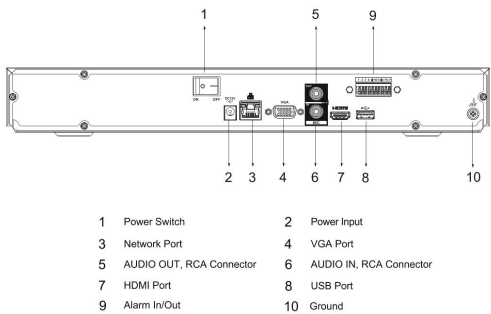 1
5
9
ON OFF
DC12V
VGA
HDMI
2
3
4
6
7
8
10
1 Power Switch
2 Power Input
3 Network Port
4 VGA Port
5 AUDIO OUT, RCA Connector
6 AUDIO IN, RCA Connector
7 HDMI Port
8 USB Port
9 Alarm In/Out
10 Ground